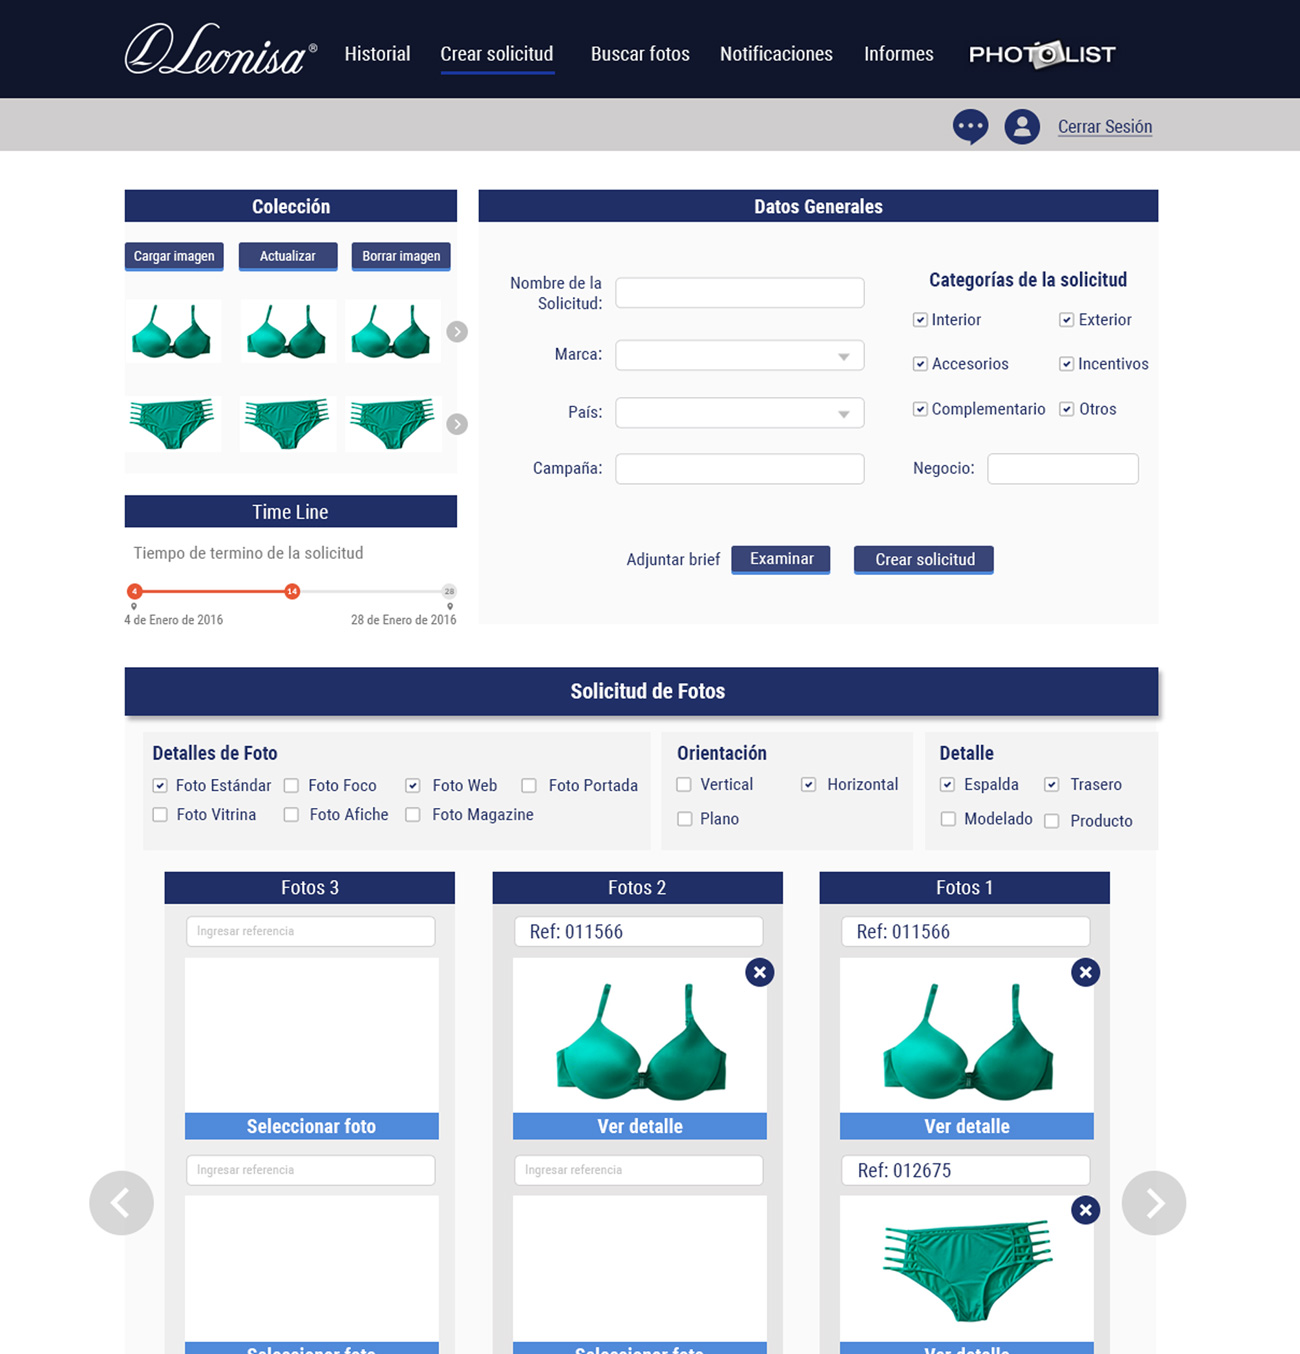 Leonisa®
Historial
Crear solicitud
Buscar fotos
Notificaciones
Informes
PHOTOLIST
Cerrar Sesión
Colección
Cargar imagen
Actualizar
Borrar imagen
Time Line
Tiempo de termino de la solicitud
4
14
28
4 de Enero de 2016
28 de Enero de 2016
Datos Generales
Nombre de la
Solicitud:
Marca:
País:
Campaña:
Categorías de la solicitud
Interior
Exterior
Accesorios
Incentivos
Complementario
Otros
Negocio:
Adjuntar brief
Examinar
Crear solicitud
Solicitud de Fotos
Detalles de Foto
Foto Estándar
Foto Foco
Foto Web
Foto Portada
Foto Vitrina
Foto Afiche
Foto Magazine
Orientación
Vertical
Horizontal
Plano
Detalle
Espalda
Trasero
Modelado
Producto
Fotos 3
Ingresar referencia
Seleccionar foto
Ingresar referencia
Seleccionar foto
Fotos 2
Ref: 011566
Ver detalle
Ingresar referencia
Seleccionar foto
Fotos 1
Ref: 011566
Ver detalle
Ref: 012675
Ver detalle